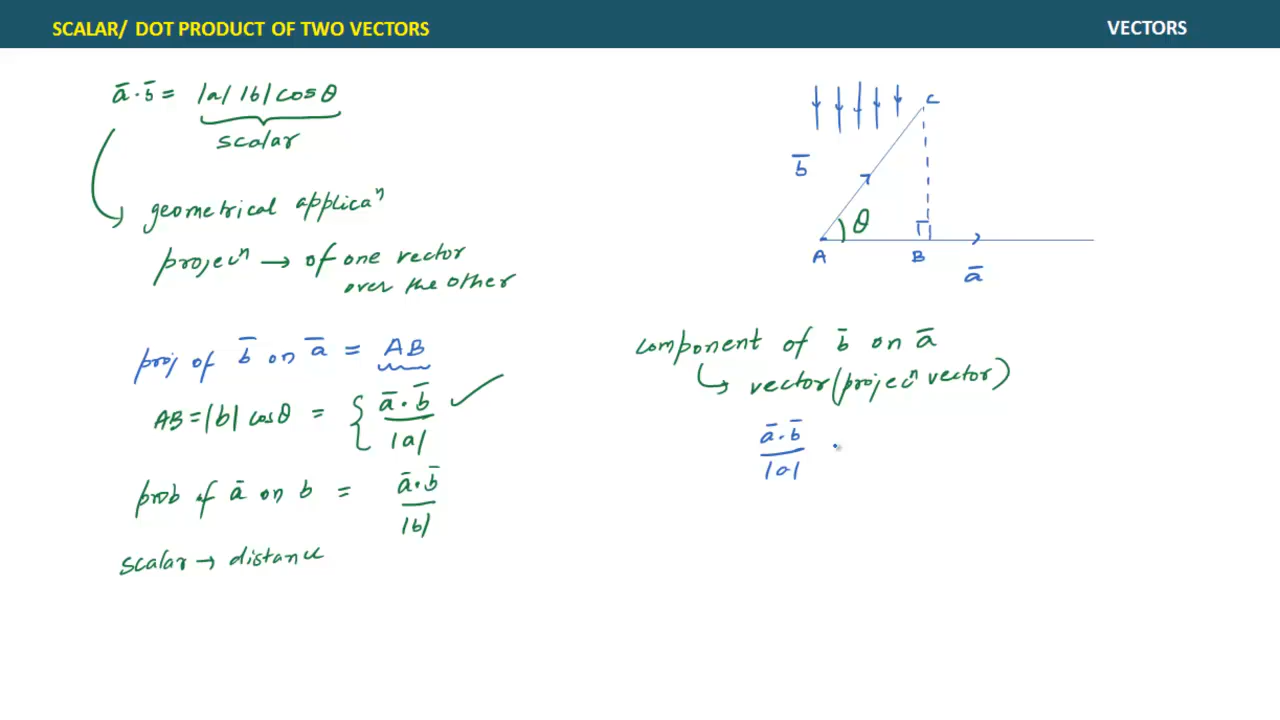 SCALAR/ DOT PRODUCT OF TWO VECTORS
VECTORS
a̅ · b̅ = |a| |b| cos θ
scalar
geometrical applicaⁿ
projecⁿ → of one vector
over the other
proj of b̅ on a̅ = AB
AB = |b| cos θ = { a̅ · b̅ / |a| ✓
prob of a̅ on b = a̅ · b̅ / |b|
scalar → distance
C
b̅
θ
A
B
a̅
component of b̅ on a̅
↳ vector (projecⁿ vector)
a̅ · b̅ / |a|